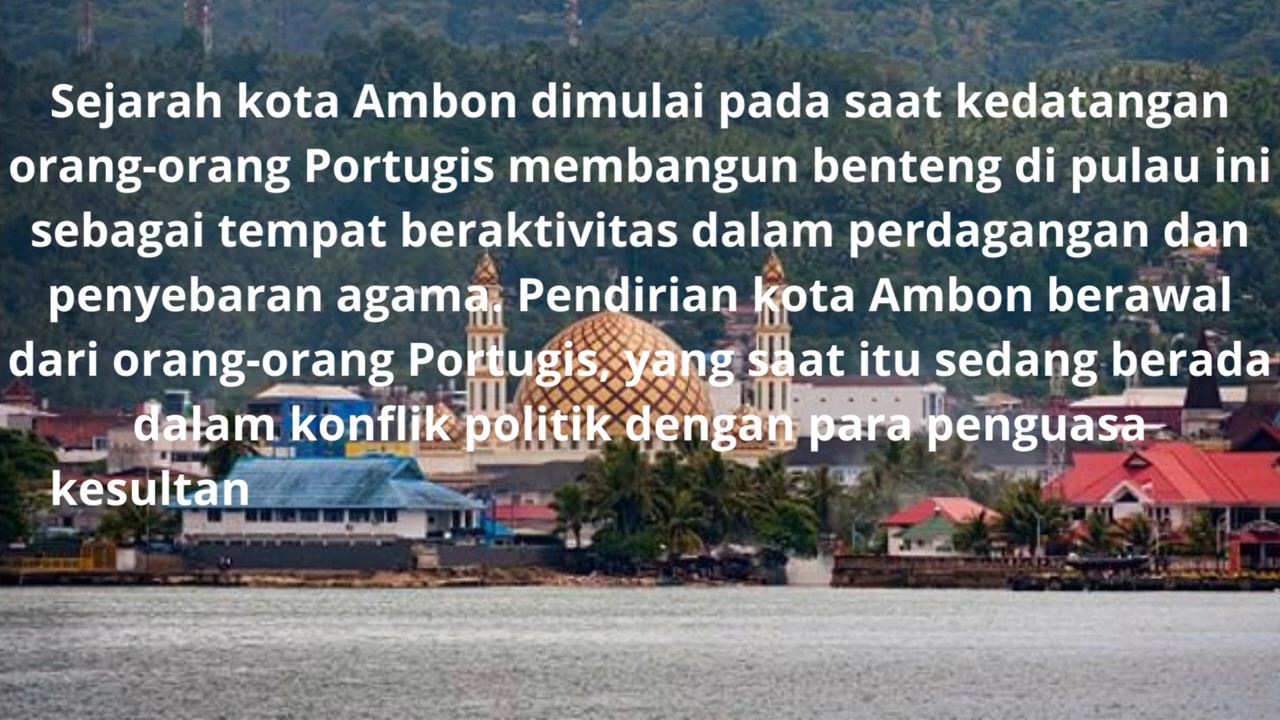 Sejarah kota Ambon dimulai pada saat kedatangan
orang-orang Portugis membangun benteng di pulau ini
sebagai tempat beraktivitas dalam perdagangan dan
penyebaran agama. Pendirian kota Ambon berawal
dari orang-orang Portugis, yang saat itu sedang berada
dalam konflik politik dengan para penguasa
kesultan